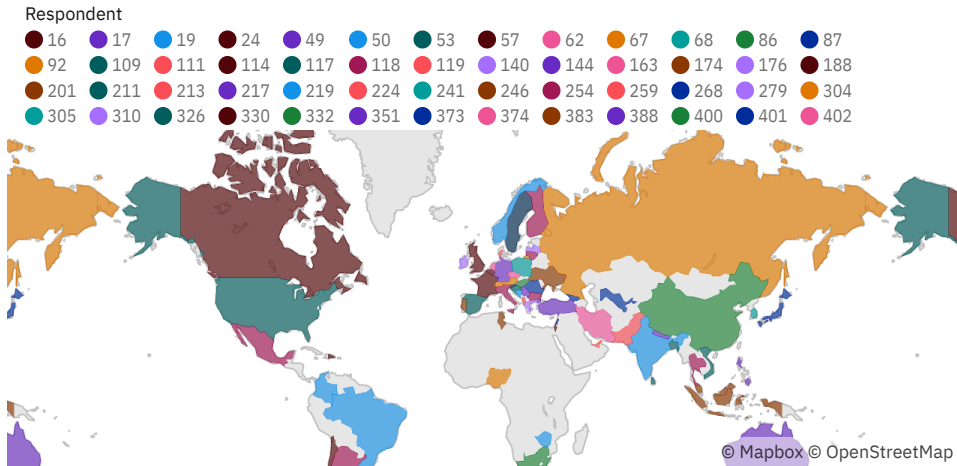 Respondent
16 17 19 24 49 50 53 57 62 67 68 86 87
92 109 111 114 117 118 119 140 144 163 174 176 188
201 211 213 217 219 224 241 246 254 259 268 279 304
305 310 326 330 332 351 373 374 383 388 400 401 402
© Mapbox © OpenStreetMap